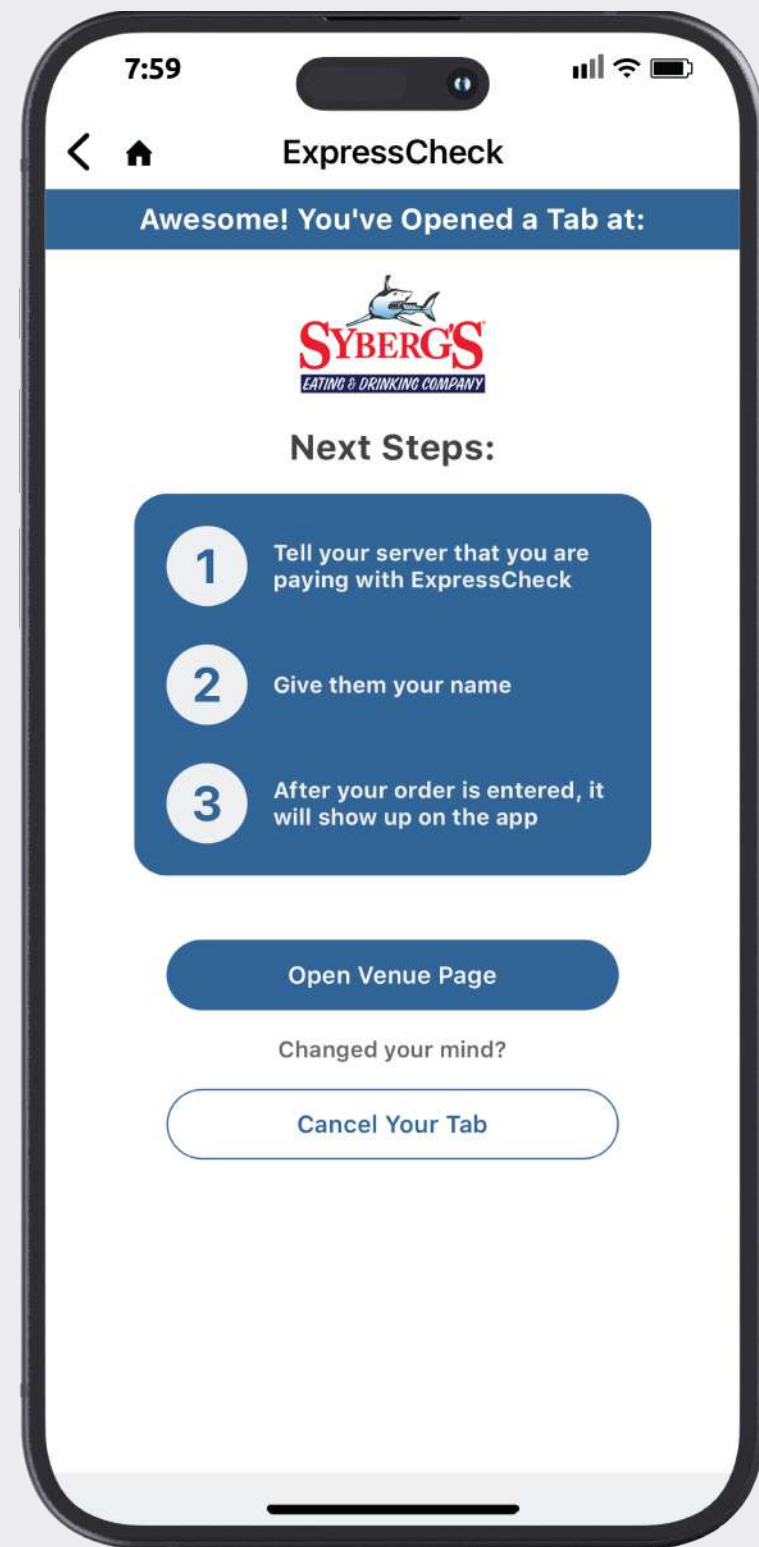 7:59
ExpressCheck
Awesome! You've Opened a Tab at:
SYBERG'S
EATING & DRINKING COMPANY
Next Steps:
1
Tell your server that you are
paying with ExpressCheck
2
Give them your name
3
After your order is entered, it
will show up on the app
Open Venue Page
Changed your mind?
Cancel Your Tab